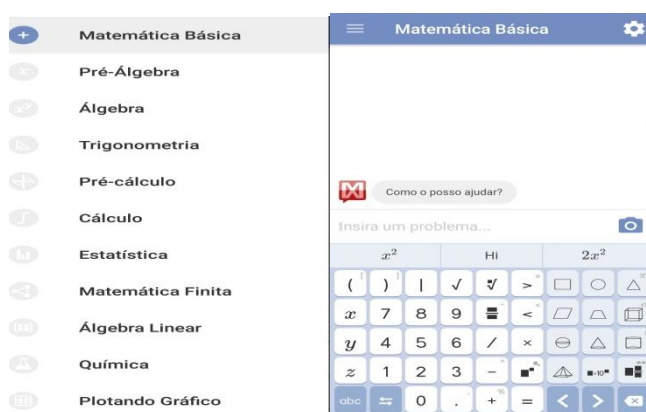 Matemática Básica
Pré-Álgebra
Álgebra
Trigonometria
Pré-cálculo
Cálculo
Estatística
Matemática Finita
Álgebra Linear
Química
Plotando Gráfico
Matemática Básica
Como o posso ajudar?
Insira um problema...
x² Hi 2x²
( ) | √ >
x 7 8 9 <
y 4 5 6 / ×
z 1 2 3 −
abc 0 . + =